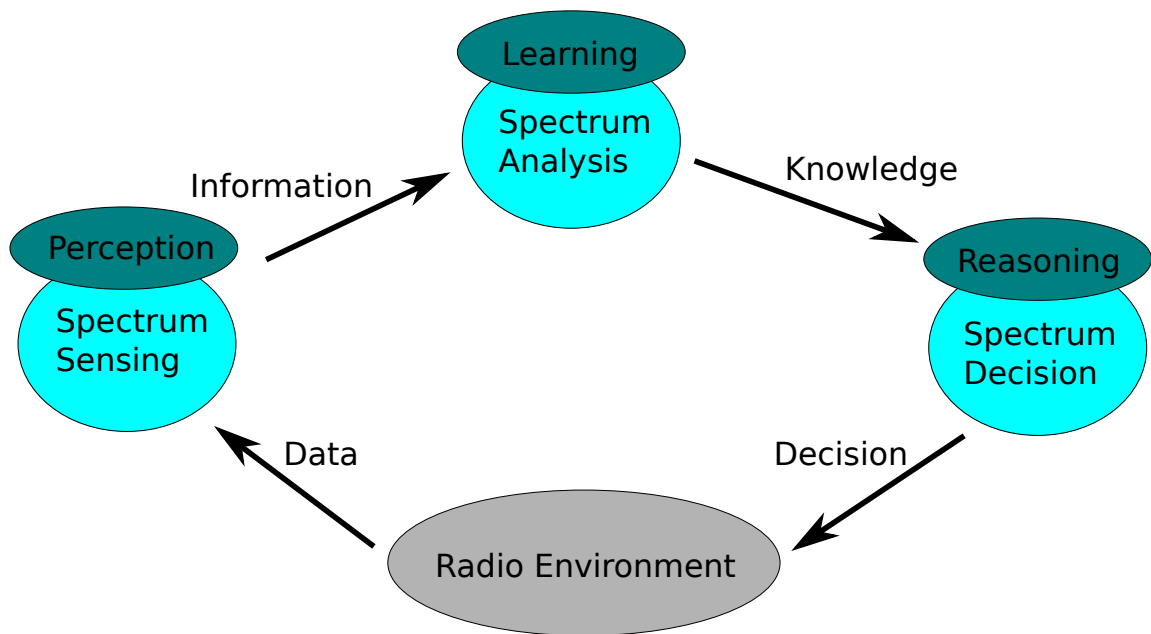 Learning
Spectrum
Analysis
Information
Knowledge
Perception
Spectrum
Sensing
Reasoning
Spectrum
Decision
Data
Decision
Radio Environment